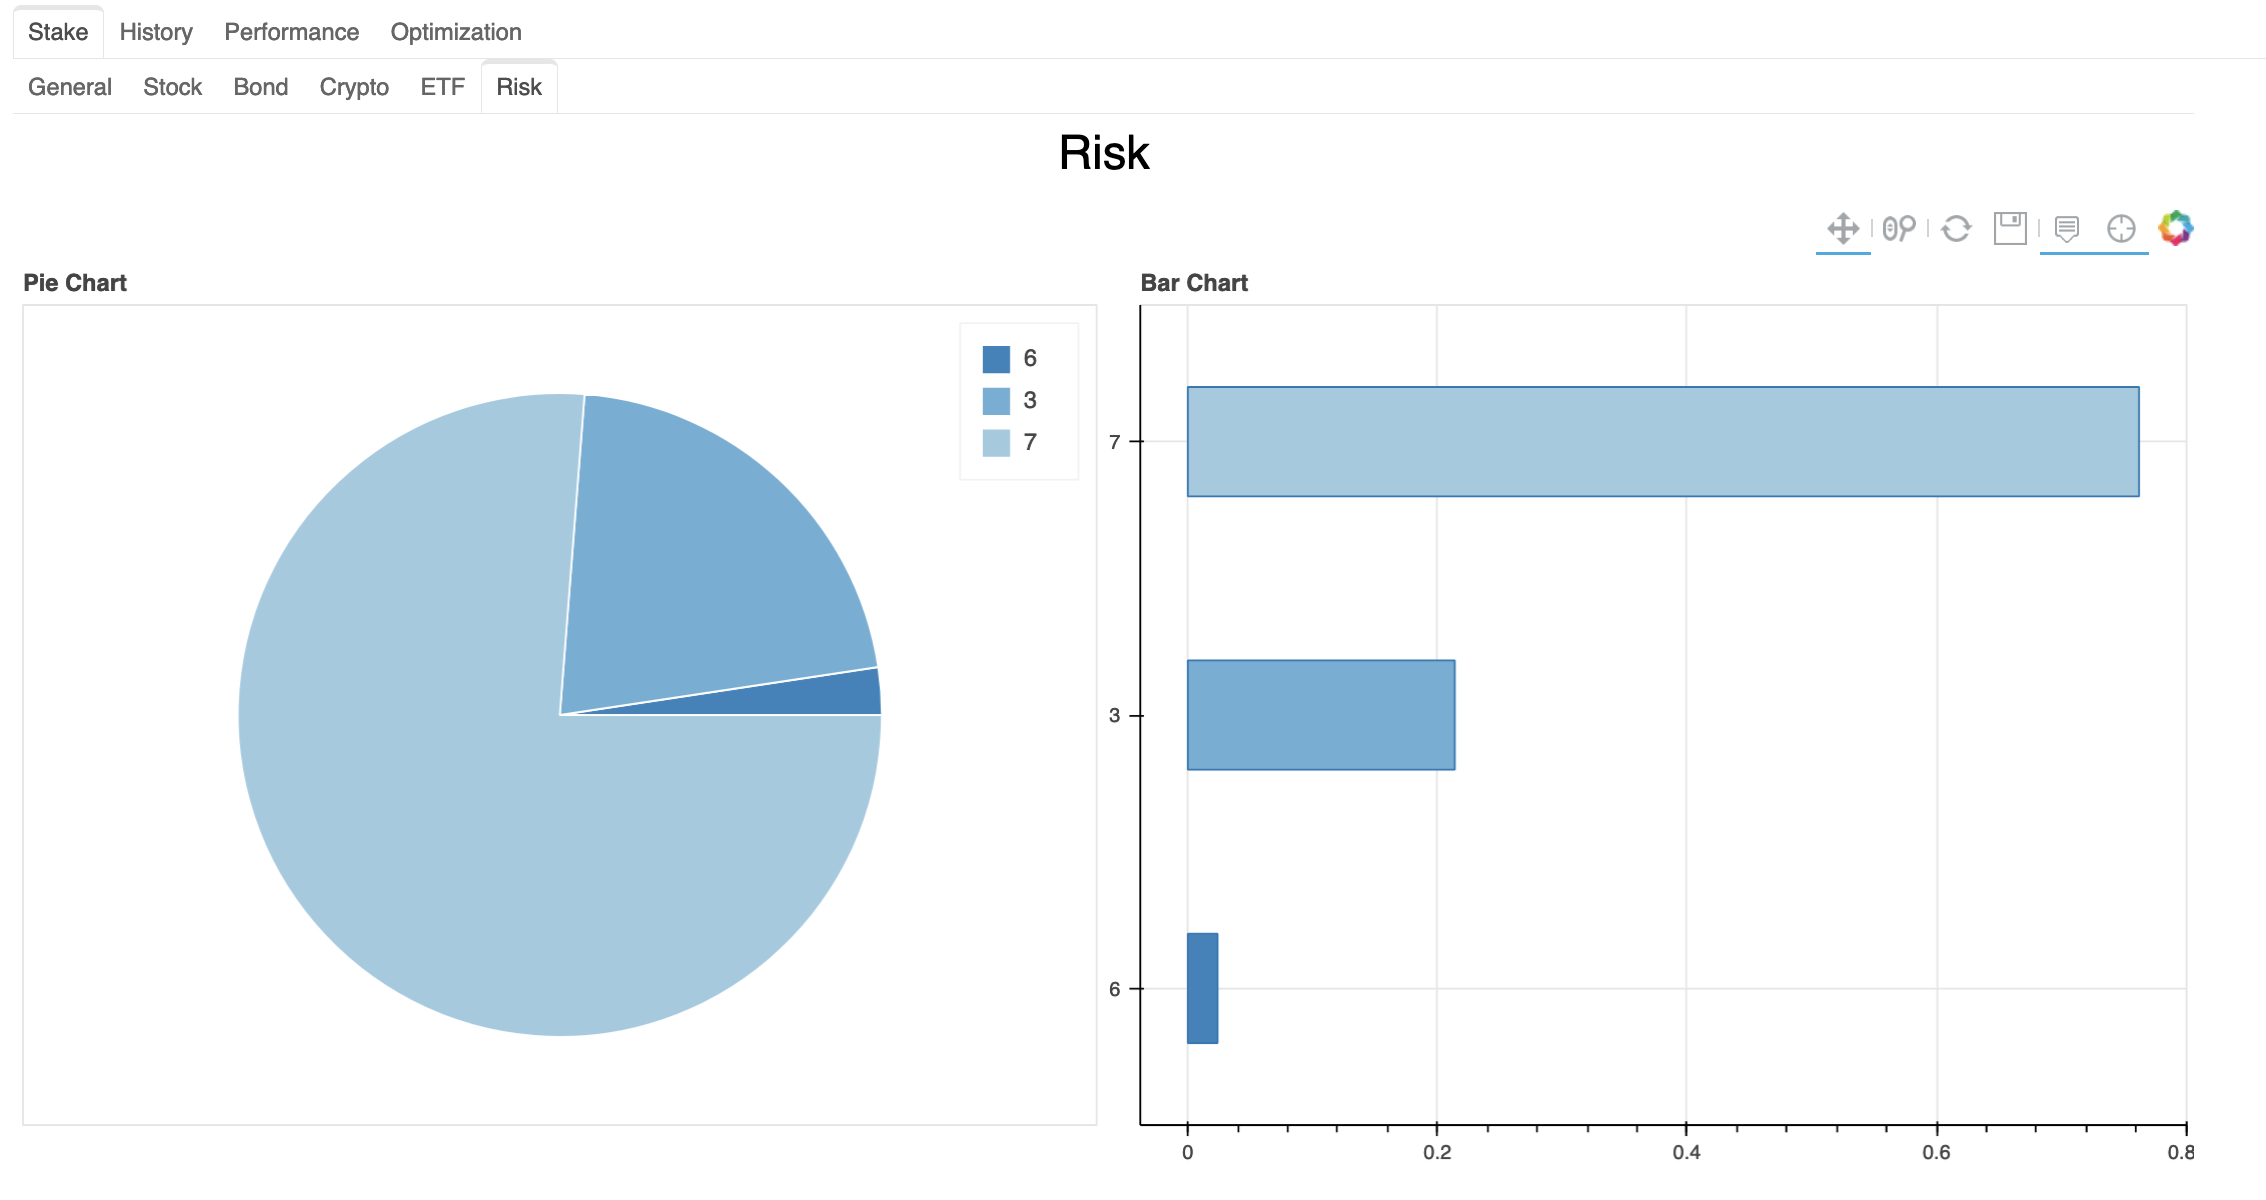 Stake History Performance Optimization
General Stock Bond Crypto ETF Risk
Risk
Pie Chart
6
3
7
Bar Chart
7
3
6
0 0.2 0.4 0.6 0.8